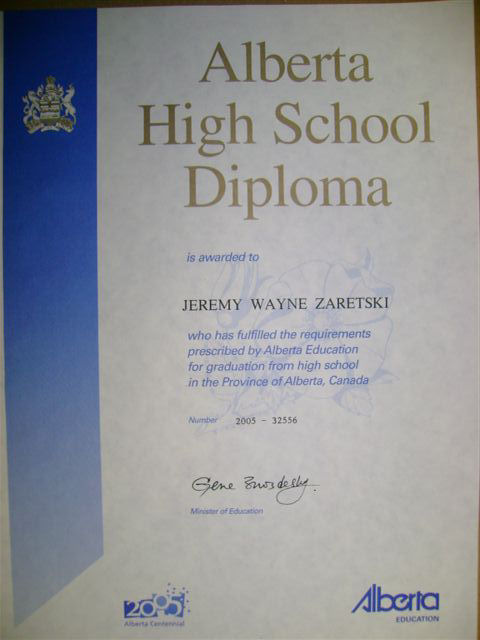 Alberta
High School
Diploma
is awarded to
JEREMY WAYNE ZARETSKI
who has fulfilled the requirements
prescribed by Alberta Education
for graduation from high school
in the Province of Alberta, Canada
Number 2005 - 32556
Gene
Minister of Education
2005
Alberta Centennial
Alberta
EDUCATION